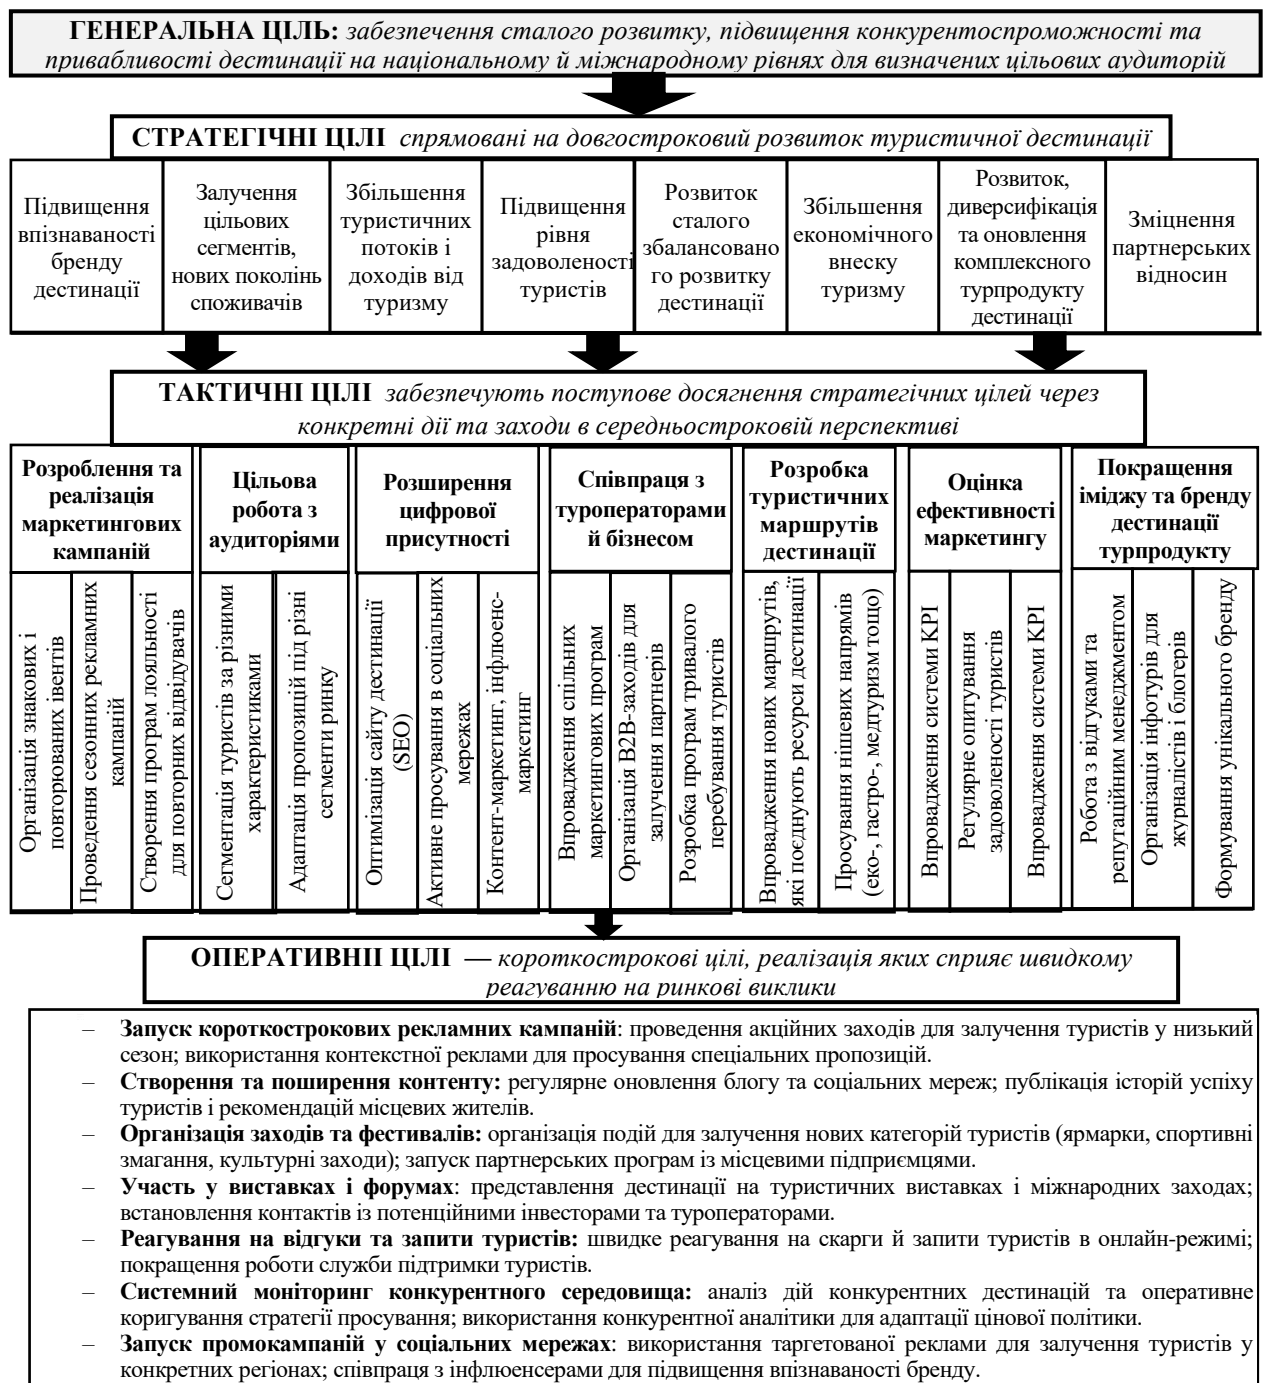 ГЕНЕРАЛЬНА ЦІЛЬ: забезпечення сталого розвитку, підвищення конкурентоспроможності та
привабливості дестинації на національному й міжнародному рівнях для визначених цільових аудиторій
СТРАТЕГІЧНІ ЦІЛІ спрямовані на довгостроковий розвиток туристичної дестинації
Підвищення
впізнаваності
бренду
дестинації
Залучення
цільових
сегментів,
нових поколінь
споживачів
Збільшення
туристичних
потоків і
доходів від
туризму
Підвищення
рівня
задоволеності
туристів
Розвиток
сталого
збалансовано
го розвитку
дестинації
Збільшення
економічного
внеску
туризму
Розвиток,
диверсифікація
та оновлення
комплексного
турпродукту
дестинації
Зміцнення
партнерських
відносин
ТАКТИЧНІ ЦІЛІ забезпечують поступове досягнення стратегічних цілей через
конкретні дії та заходи в середньостроковій перспективі
Розроблення та
реалізація
маркетингових
кампаній
Цільова
робота з
аудиторіями
Розширення
цифрової
присутності
Співпраця з
туроператорами
й бізнесом
Розробка
туристичних
маршрутів
дестинації
Оцінка
ефективності
маркетингу
Покращення
іміджу та бренду
дестинації
турпродукту
Організація знакових і
повторюваних івентів
Проведення сезонних рекламних
кампаній
Створення програм лояльності
для повторних відвідувачів
Сегментація туристів за різними
характеристиками
Адаптація пропозицій під різні
сегменти ринку
Оптимізація сайту дестинації
(SEO)
Активне просування в соціальних
мережах
Контент-маркетинг, інфлюенс-
маркетинг
Впровадження спільних
маркетингових програм
Організація B2B-заходів для
залучення партнерів
Розробка програм тривалого
перебування туристів
Впровадження нових маршрутів,
які поєднують ресурси дестинації
Просування нішевих напрямів
(еко-, гастро-, медтуризм тощо)
Впровадження системи KPI
Регулярне опитування
задоволеності туристів
Впровадження системи KPI
Робота з відгуками та
репутаційним менеджментом
Організація інфотурів для
журналістів і блогерів
Формування унікального бренду
ОПЕРАТИВНІІ ЦІЛІ — короткострокові цілі, реалізація яких сприяє швидкому
реагуванню на ринкові виклики
– Запуск короткострокових рекламних кампаній: проведення акційних заходів для залучення туристів у низький
сезон; використання контекстної реклами для просування спеціальних пропозицій.
– Створення та поширення контенту: регулярне оновлення блогу та соціальних мереж; публікація історій успіху
туристів і рекомендацій місцевих жителів.
– Організація заходів та фестивалів: організація подій для залучення нових категорій туристів (ярмарки, спортивні
змагання, культурні заходи); запуск партнерських програм із місцевими підприємцями.
– Участь у виставках і форумах: представлення дестинації на туристичних виставках і міжнародних заходах;
встановлення контактів із потенційними інвесторами та туроператорами.
– Реагування на відгуки та запити туристів: швидке реагування на скарги й запити туристів в онлайн-режимі;
покращення роботи служби підтримки туристів.
– Системний моніторинг конкурентного середовища: аналіз дій конкурентних дестинацій та оперативне
коригування стратегії просування; використання конкурентної аналітики для адаптації цінової політики.
– Запуск промокампаній у соціальних мережах: використання таргетованої реклами для залучення туристів у
конкретних регіонах; співпраця з інфлюенсерами для підвищення впізнаваності бренду.